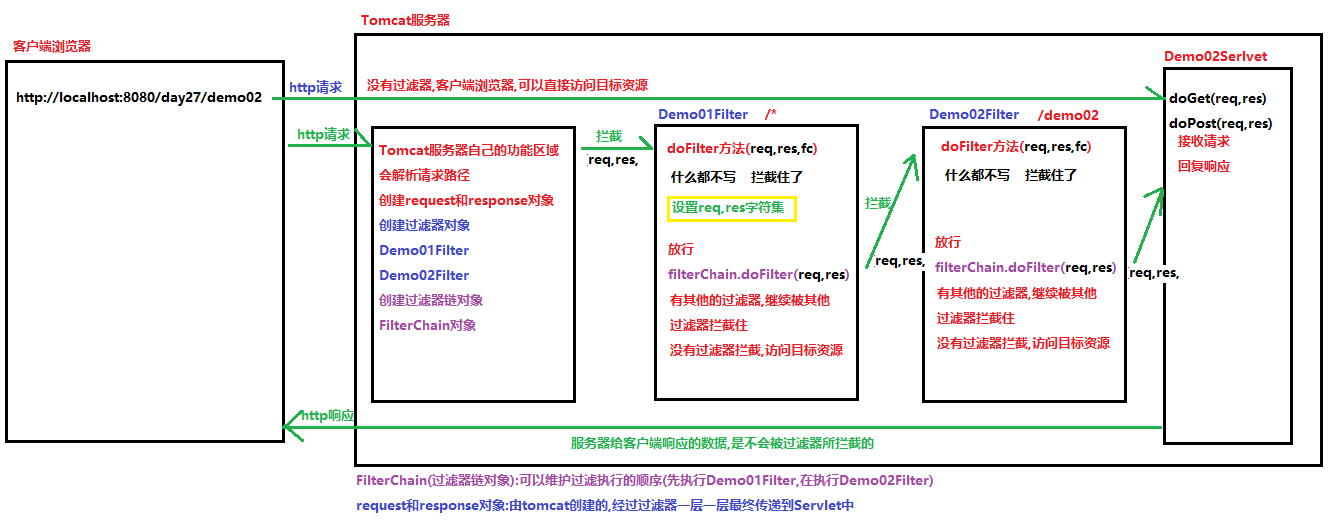 Tomcat服务器
客户端浏览器
http://localhost:8080/day27/demo02
http请求
没有过滤器,客户端浏览器,可以直接访问目标资源
Demo02Serlvet
doGet(req,res)
doPost(req,res)
接收请求
回复响应
http请求
Tomcat服务器自己的功能区域
会解析请求路径
创建request和response对象
创建过滤器对象
Demo01Filter
Demo02Filter
创建过滤器链对象
FilterChain对象
拦截
req,res,
Demo01Filter /*
doFilter方法(req,res,fc)
什么都不写 拦截住了
设置req,res字符集
放行
filterChain.doFilter(req,res)
有其他的过滤器,继续被其他
过滤器拦截住
没有过滤器拦截,访问目标资源
拦截
req,res,
Demo02Filter /demo02
doFilter方法(req,res,fc)
什么都不写 拦截住了
放行
filterChain.doFilter(req,res)
有其他的过滤器,继续被其他
过滤器拦截住
没有过滤器拦截,访问目标资源
req,res,
http响应
服务器给客户端响应的数据,是不会被过滤器所拦截的
FilterChain(过滤器链对象):可以维护过滤执行的顺序(先执行Demo01Filter,在执行Demo02Filter)
request和response对象:由tomcat创建的,经过过滤器一层一层最终传递到Servlet中